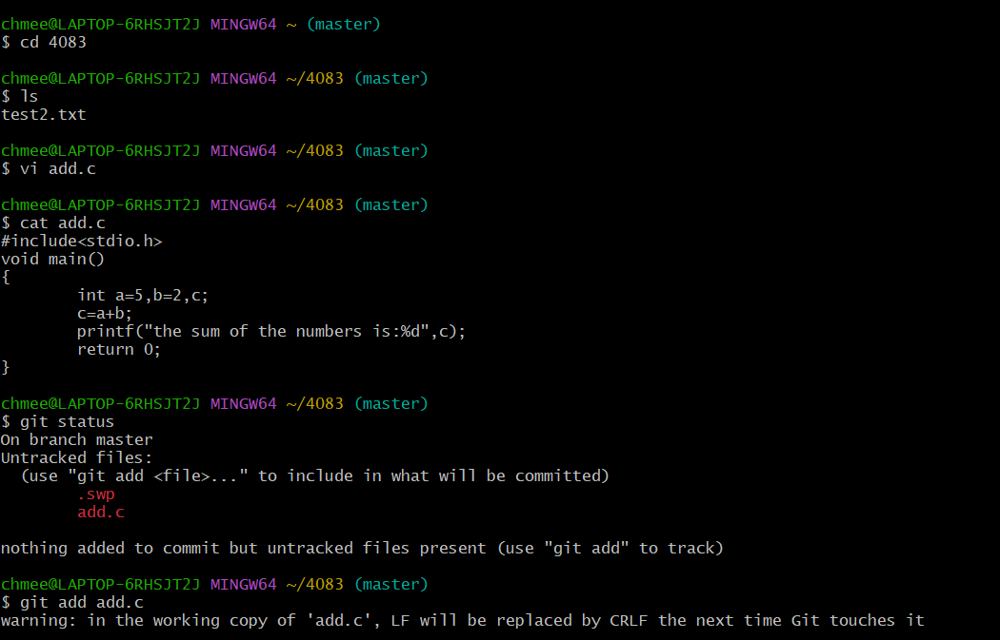 chmee@LAPTOP-6RHSJT2J MINGW64 ~ (master)
$ cd 4083
chmee@LAPTOP-6RHSJT2J MINGW64 ~/4083 (master)
$ ls
test2.txt
chmee@LAPTOP-6RHSJT2J MINGW64 ~/4083 (master)
$ vi add.c
chmee@LAPTOP-6RHSJT2J MINGW64 ~/4083 (master)
$ cat add.c
#include<stdio.h>
void main()
{
        int a=5,b=2,c;
        c=a+b;
        printf("the sum of the numbers is:%d",c);
        return 0;
}
chmee@LAPTOP-6RHSJT2J MINGW64 ~/4083 (master)
$ git status
On branch master
Untracked files:
  (use "git add <file>..." to include in what will be committed)
        .swp
        add.c
nothing added to commit but untracked files present (use "git add" to track)
chmee@LAPTOP-6RHSJT2J MINGW64 ~/4083 (master)
$ git add add.c
warning: in the working copy of 'add.c', LF will be replaced by CRLF the next time Git touches it